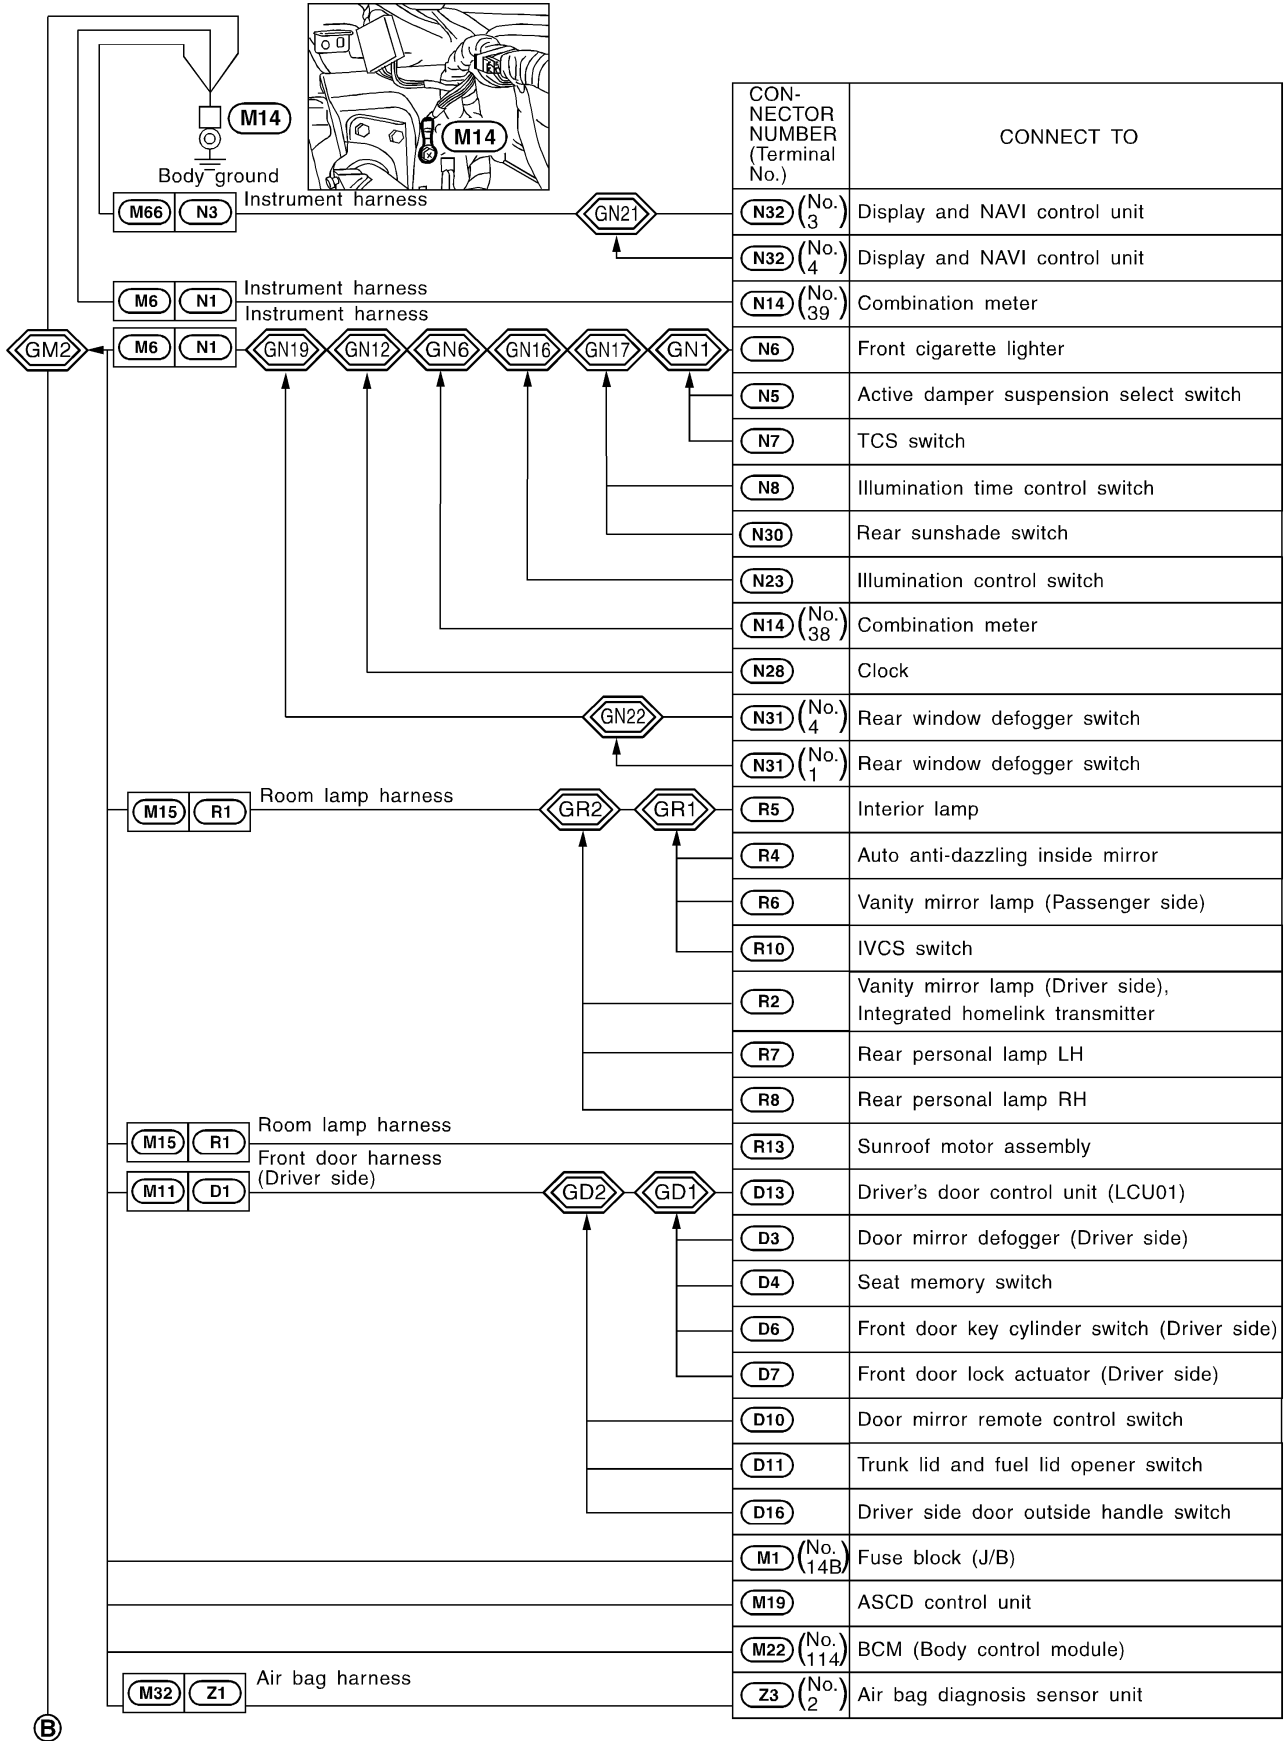 M14
M14
Body ground
CON-
NECTOR
NUMBER
(Terminal
No.)
CONNECT TO
M66 N3 Instrument harness GN21 N32 (No. 3) Display and NAVI control unit
N32 (No. 4) Display and NAVI control unit
M6 N1 Instrument harness N14 (No. 39) Combination meter
Instrument harness
GM2 M6 N1 GN19 GN12 GN6 GN16 GN17 GN1 N6 Front cigarette lighter
N5 Active damper suspension select switch
N7 TCS switch
N8 Illumination time control switch
N30 Rear sunshade switch
N23 Illumination control switch
N14 (No. 38) Combination meter
N28 Clock
GN22 N31 (No. 4) Rear window defogger switch
N31 (No. 1) Rear window defogger switch
M15 R1 Room lamp harness GR2 GR1 R5 Interior lamp
R4 Auto anti-dazzling inside mirror
R6 Vanity mirror lamp (Passenger side)
R10 IVCS switch
R2 Vanity mirror lamp (Driver side),
Integrated homelink transmitter
R7 Rear personal lamp LH
R8 Rear personal lamp RH
M15 R1 Room lamp harness R13 Sunroof motor assembly
Front door harness
(Driver side)
M11 D1 GD2 GD1 D13 Driver's door control unit (LCU01)
D3 Door mirror defogger (Driver side)
D4 Seat memory switch
D6 Front door key cylinder switch (Driver side)
D7 Front door lock actuator (Driver side)
D10 Door mirror remote control switch
D11 Trunk lid and fuel lid opener switch
D16 Driver side door outside handle switch
M1 (No. 14B) Fuse block (J/B)
M19 ASCD control unit
M22 (No. 114) BCM (Body control module)
M32 Z1 Air bag harness Z3 (No. 2) Air bag diagnosis sensor unit
B